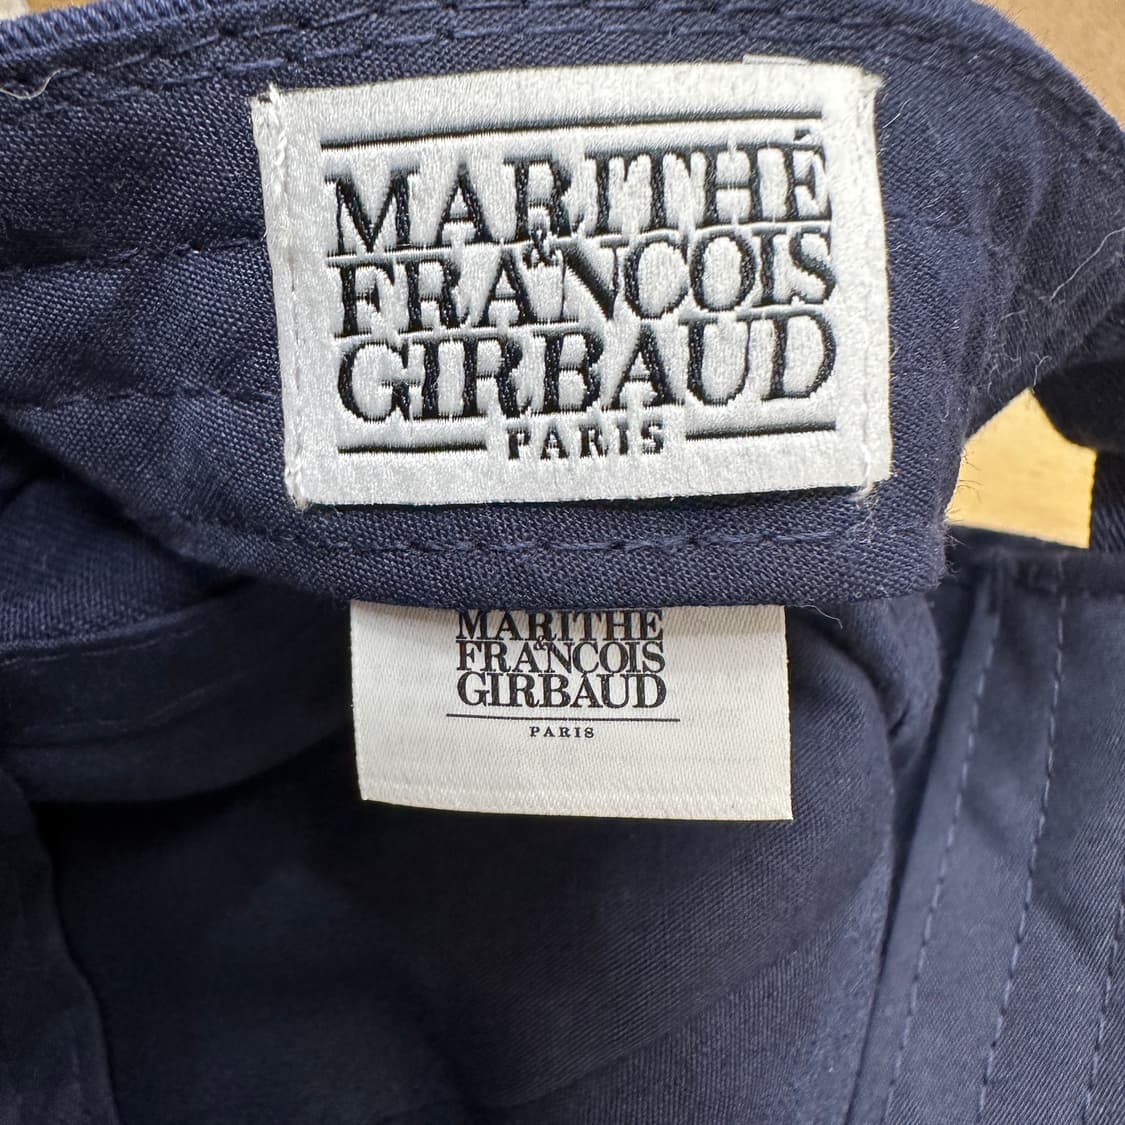 MARITHÉ
&
FRANCOIS
GIRBAUD
PARIS
MARITHE
&
FRANCOIS
GIRBAUD
PARIS